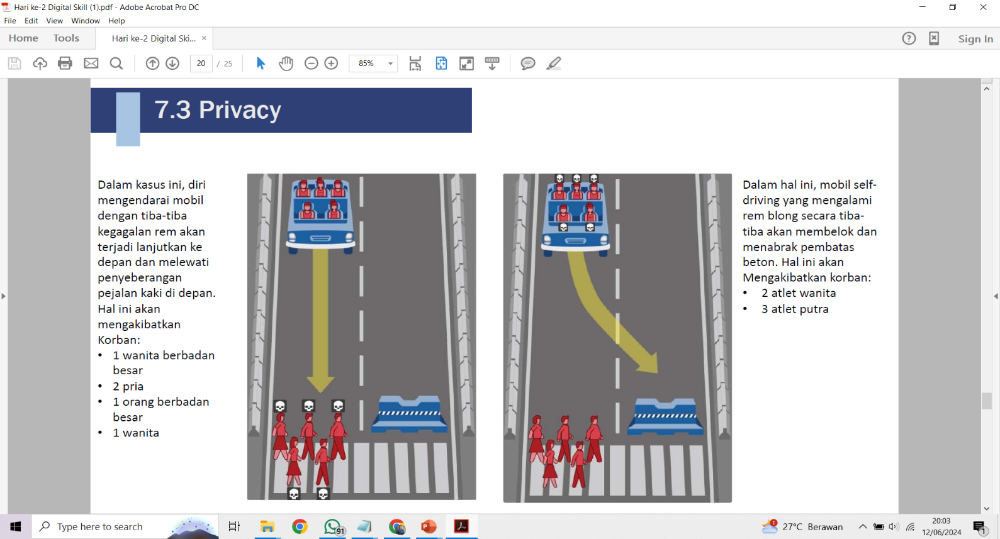 Hari ke-2 Digital Skill (1).pdf - Adobe Acrobat Pro DC
File Edit View Window Help
Home Tools Hari ke-2 Digital Ski... × Sign In
20 / 25 85%
7.3 Privacy
Dalam kasus ini, diri
mengendarai mobil
dengan tiba-tiba
kegagalan rem akan
terjadi lanjutkan ke
depan dan melewati
penyeberangan
pejalan kaki di depan.
Hal ini akan
mengakibatkan
Korban:
• 1 wanita berbadan
besar
• 2 pria
• 1 orang berbadan
besar
• 1 wanita
Dalam hal ini, mobil self-
driving yang mengalami
rem blong secara tiba-
tiba akan membelok dan
menabrak pembatas
beton. Hal ini akan
Mengakibatkan korban:
• 2 atlet wanita
• 3 atlet putra
Type here to search
91
1
27°C Berawan
20:03
12/06/2024
1